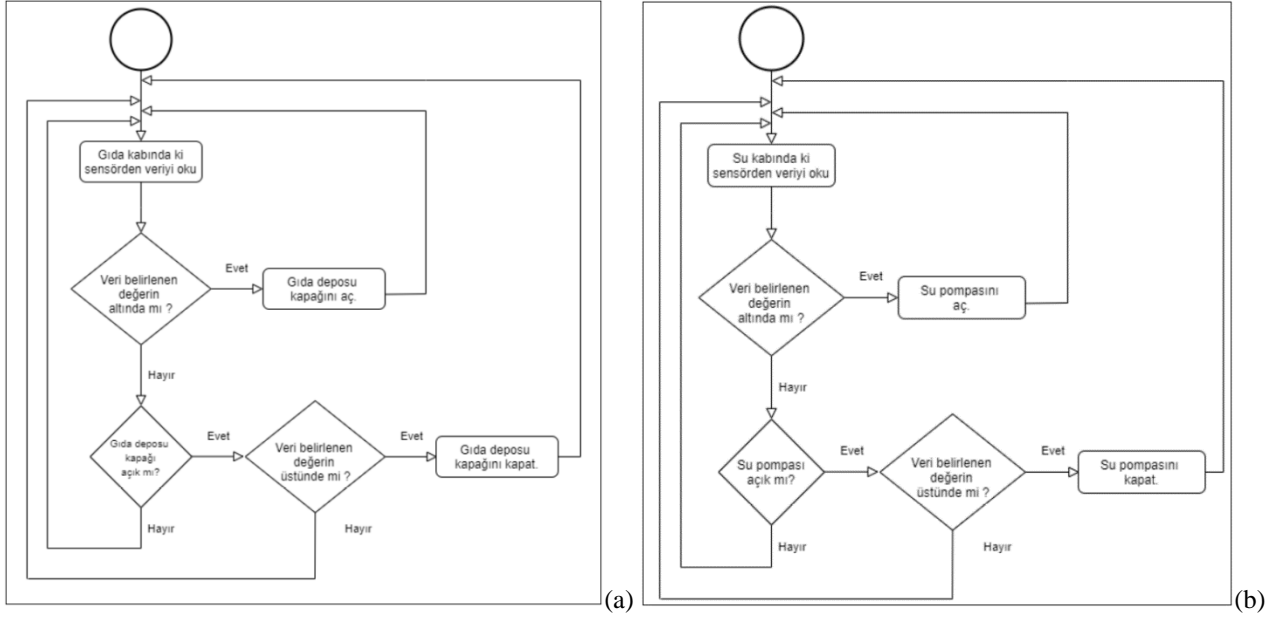 Gıda kabında ki
sensörden veriyi oku
Veri belirlenen
değerin
altında mı ?
Evet
Gıda deposu
kapağını aç.
Hayır
Gıda deposu
kapağı
açık mı?
Evet
Veri belirlenen
değerin
üstünde mi ?
Evet
Gıda deposu
kapağını kapat.
Hayır
Hayır
(a)
Su kabında ki
sensörden veriyi oku
Veri belirlenen
değerin
altında mı ?
Evet
Su pompasını
aç.
Hayır
Su pompası
açık mı?
Evet
Veri belirlenen
değerin
üstünde mi ?
Evet
Su pompasını
kapat.
Hayır
Hayır
(b)